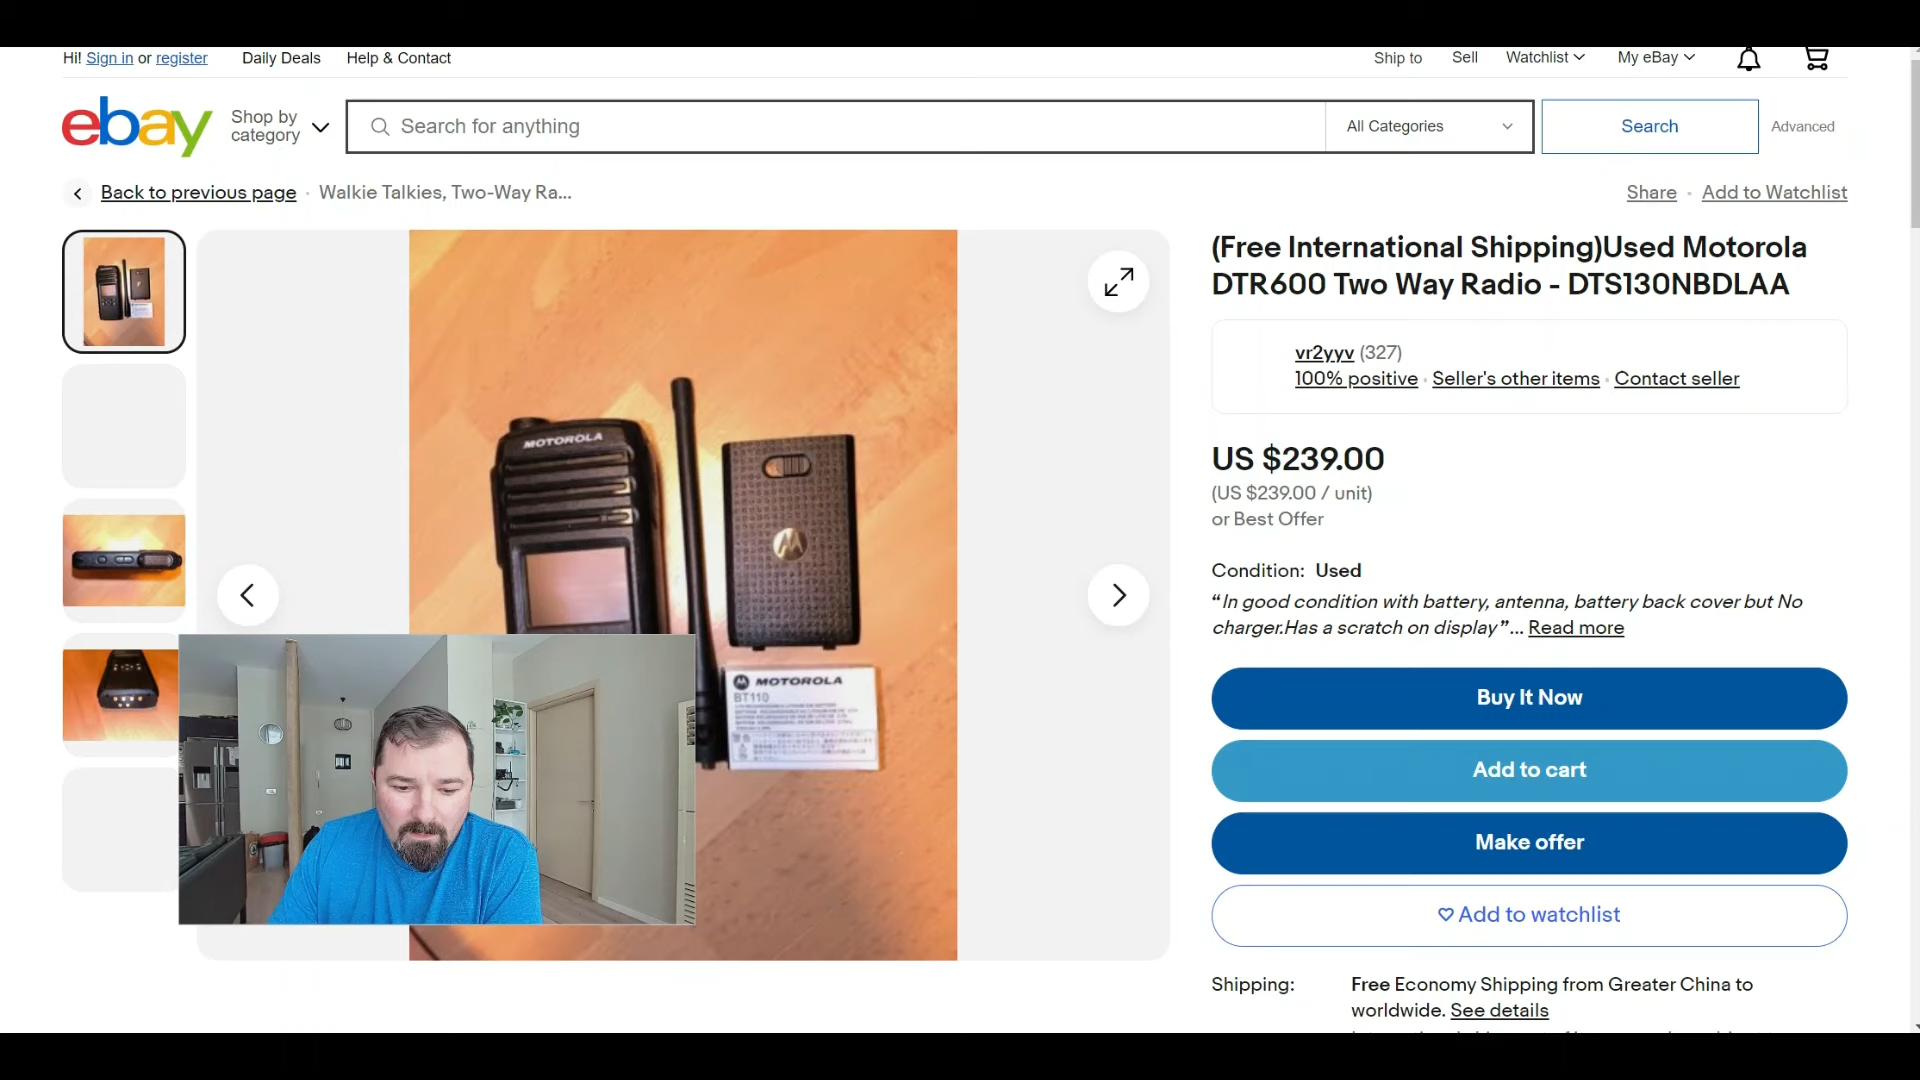 Hi! Sign in or register
Daily Deals
Help & Contact
Ship to
Sell
Watchlist
My eBay
ebay
Shop by
category
Search for anything
All Categories
Search
Advanced
Back to previous page
Walkie Talkies, Two-Way Ra...
Share
Add to Watchlist
(Free International Shipping)Used Motorola
DTR600 Two Way Radio - DTS130NBDLAA
vr2yyv (327)
100% positive
Seller's other items
Contact seller
US $239.00
(US $239.00 / unit)
or Best Offer
Condition: Used
“In good condition with battery, antenna, battery back cover but No
charger.Has a scratch on display”... Read more
Buy It Now
Add to cart
Make offer
Add to watchlist
Shipping:
Free Economy Shipping from Greater China to
worldwide. See details
MOTOROLA
MOTOROLA
BT110